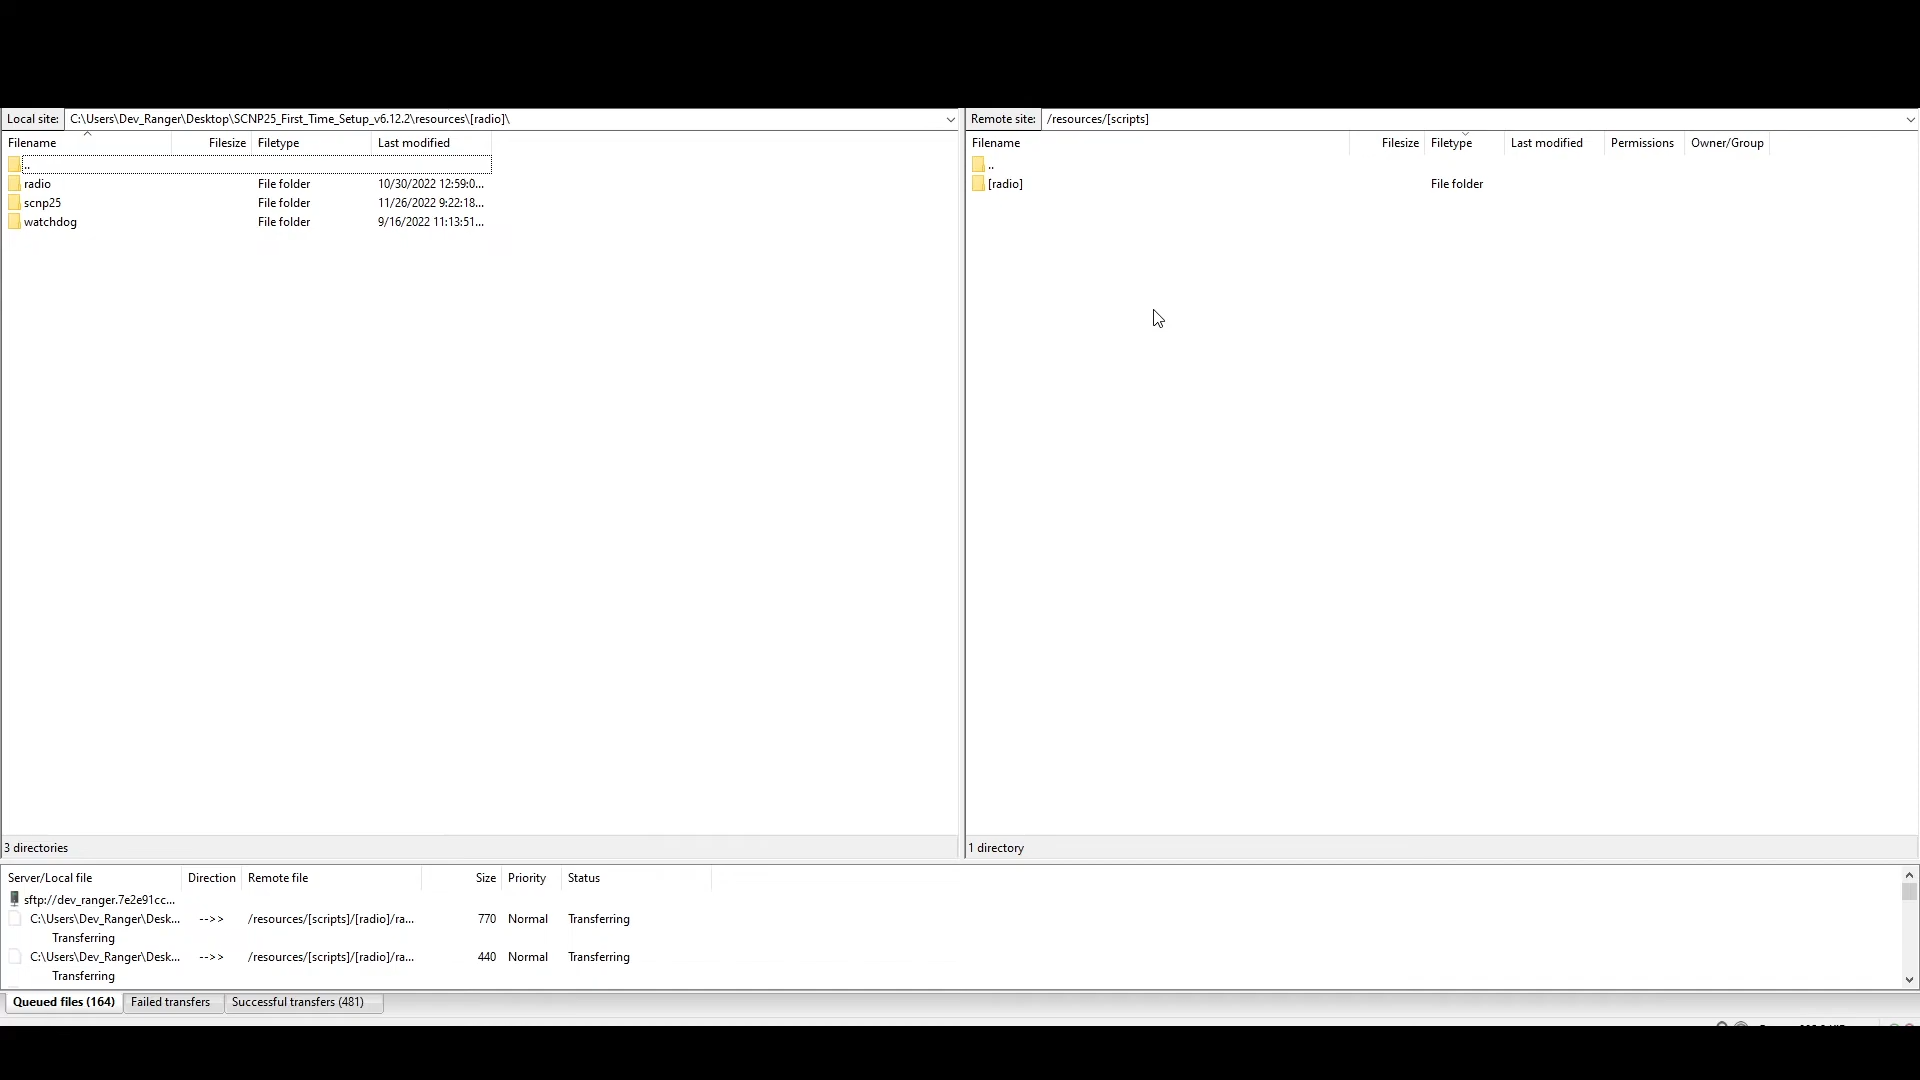 Local site: C:\Users\Dev_Ranger\Desktop\SCNP25_First_Time_Setup_v6.12.2\resources\[radio]\
Filename Filesize Filetype Last modified
..
radio File folder 10/30/2022 12:59:0...
scnp25 File folder 11/26/2022 9:22:18...
watchdog File folder 9/16/2022 11:13:51...
3 directories
Remote site: /resources/[scripts]
Filename Filesize Filetype Last modified Permissions Owner/Group
..
[radio] File folder
1 directory
Server/Local file Direction Remote file Size Priority Status
sftp://dev_ranger.7e2e91cc...
C:\Users\Dev_Ranger\Desk... -->> /resources/[scripts]/[radio]/ra... 770 Normal Transferring
Transferring
C:\Users\Dev_Ranger\Desk... -->> /resources/[scripts]/[radio]/ra... 440 Normal Transferring
Transferring
Queued files (164) Failed transfers Successful transfers (481)